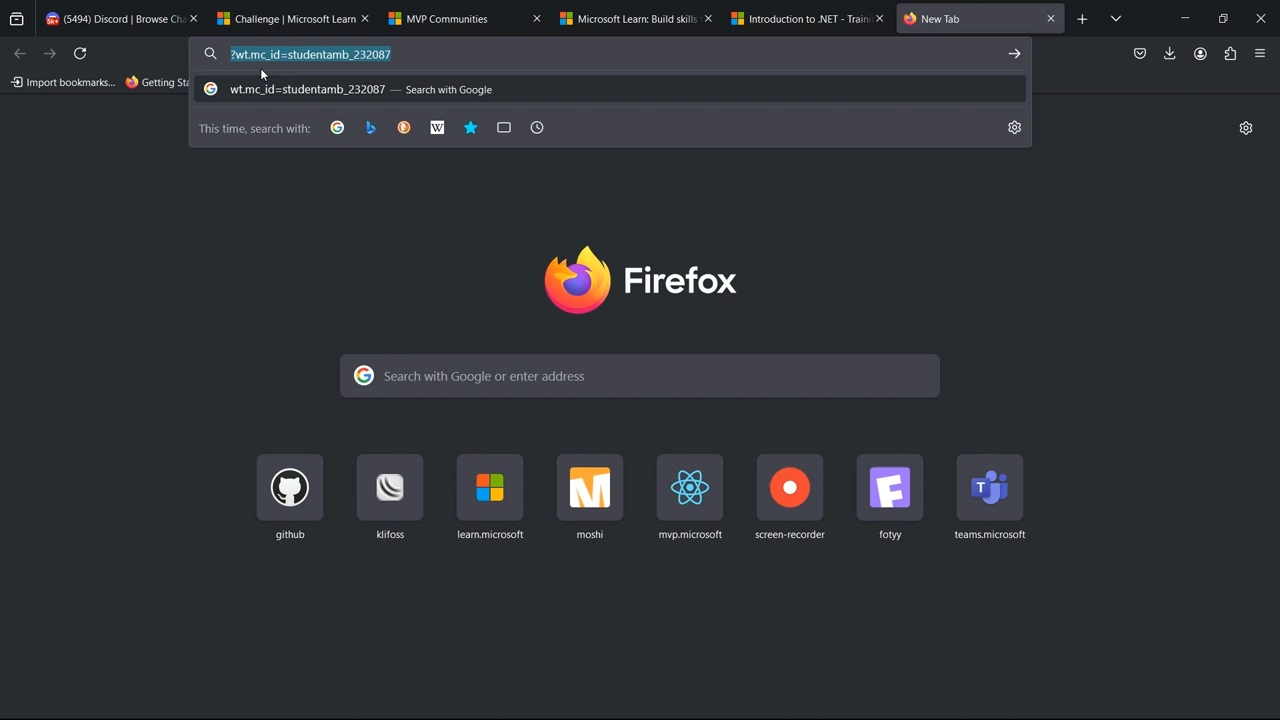 5k+ (5494) Discord | Browse Cha
Challenge | Microsoft Learn
MVP Communities
Microsoft Learn: Build skills
Introduction to .NET - Traini
New Tab
?wt.mc_id=studentamb_232087
Import bookmarks...
Getting Sta
wt.mc_id=studentamb_232087 — Search with Google
This time, search with:
W
Firefox
Search with Google or enter address
github
klifoss
learn.microsoft
moshi
mvp.microsoft
screen-recorder
fotyy
teams.microsoft